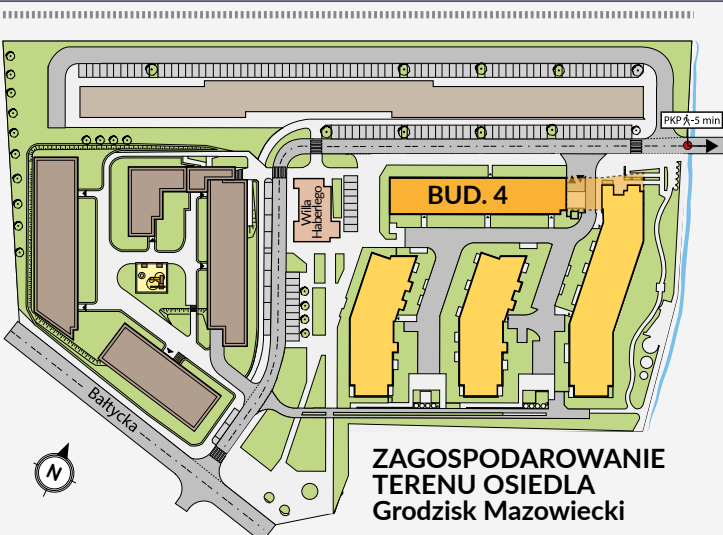 PKP -5 min
BUD. 4
Willa
Haberlego
Bałtycka
N
ZAGOSPODAROWANIE
TERENU OSIEDLA
Grodzisk Mazowiecki